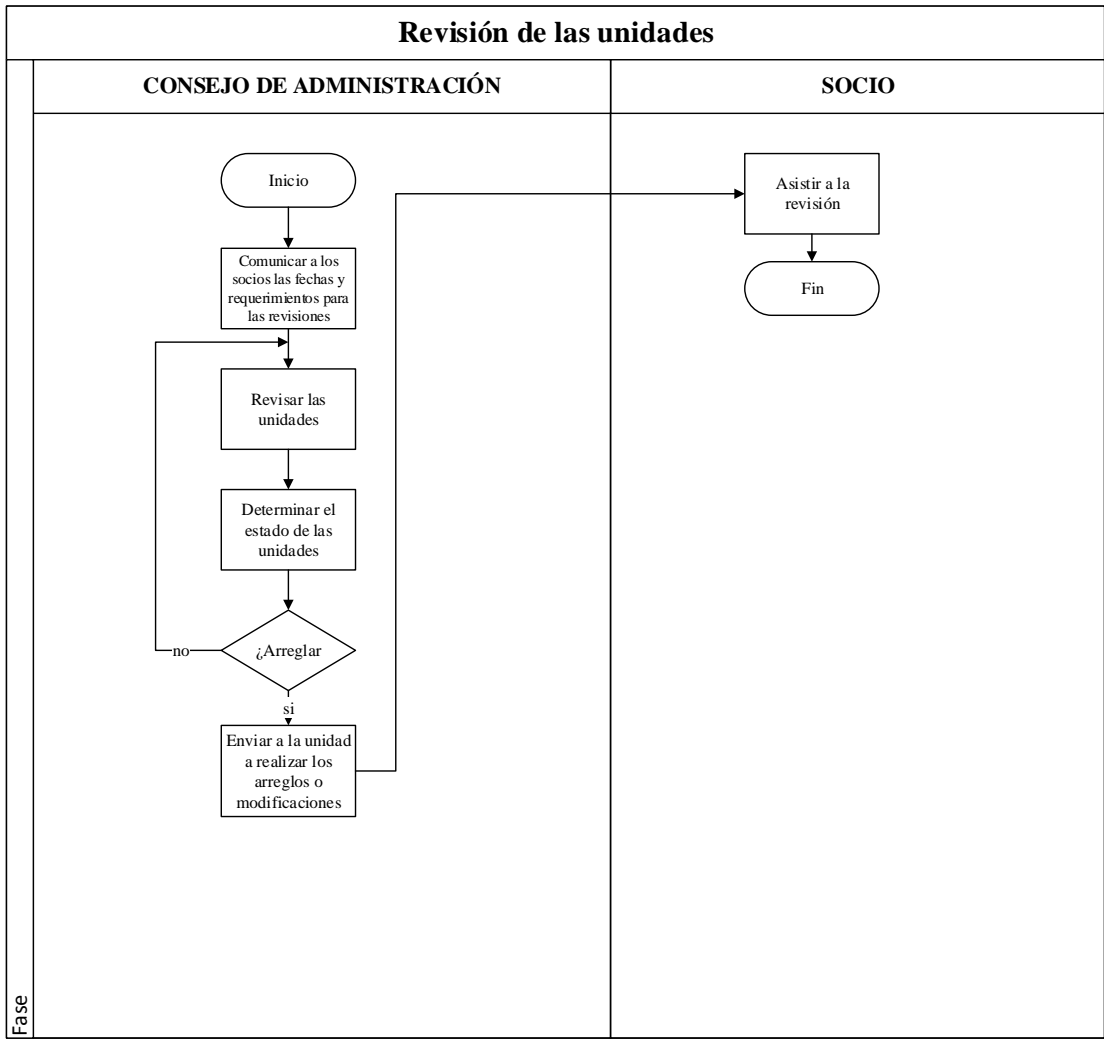 Revisión de las unidades
CONSEJO DE ADMINISTRACIÓN
SOCIO
Inicio
Comunicar a los
socios las fechas y
requerimientos para
las revisiones
Revisar las
unidades
Determinar el
estado de las
unidades
¿Arreglar
no
si
Enviar a la unidad
a realizar los
arreglos o
modificaciones
Asistir a la
revisión
Fin
Fase